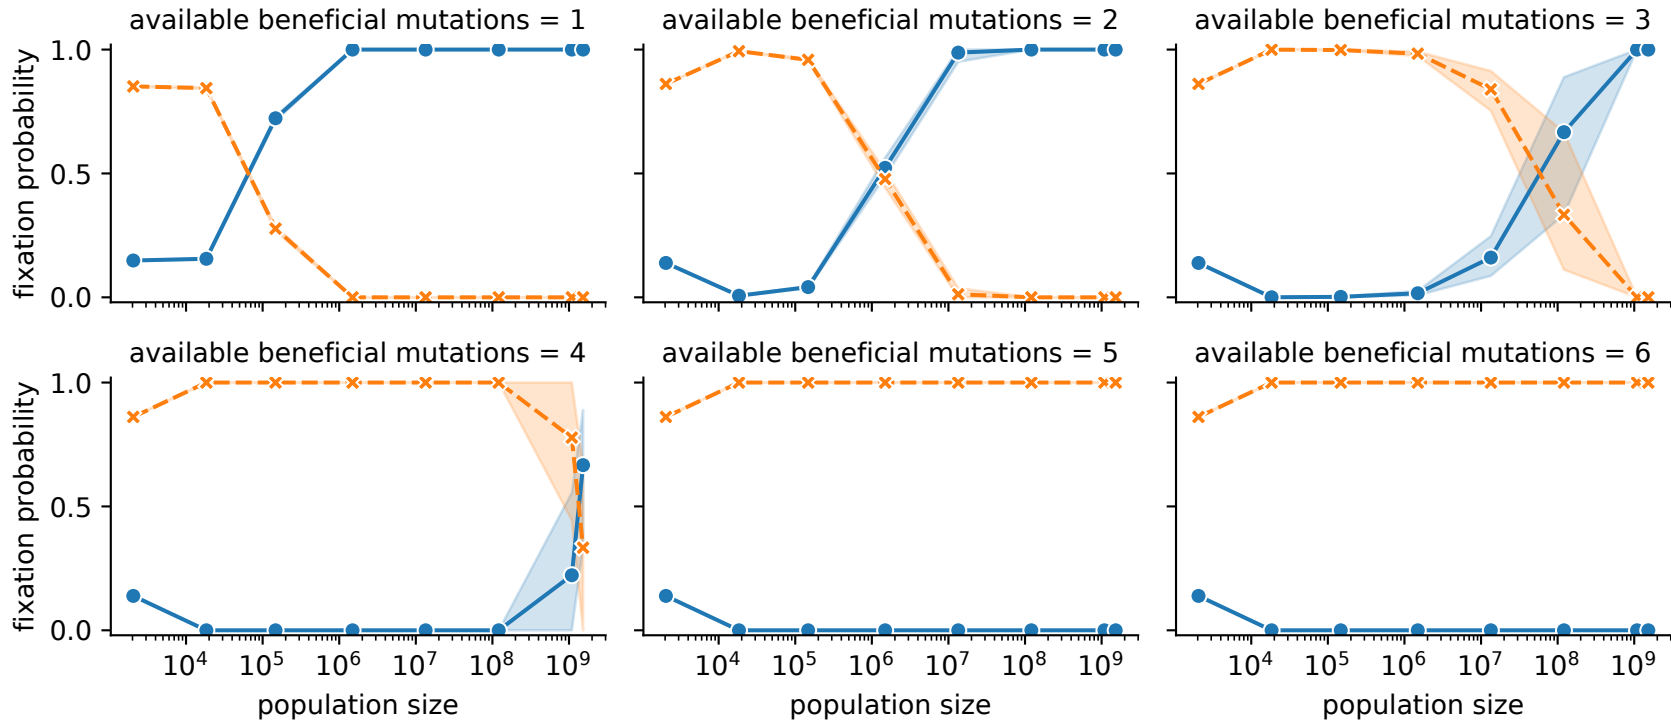 available beneficial mutations = 1
available beneficial mutations = 2
available beneficial mutations = 3
fixation probability
1.0
0.5
0.0
available beneficial mutations = 4
available beneficial mutations = 5
available beneficial mutations = 6
fixation probability
1.0
0.5
0.0
10⁴ 10⁵ 10⁶ 10⁷ 10⁸ 10⁹
10⁴ 10⁵ 10⁶ 10⁷ 10⁸ 10⁹
10⁴ 10⁵ 10⁶ 10⁷ 10⁸ 10⁹
population size
population size
population size